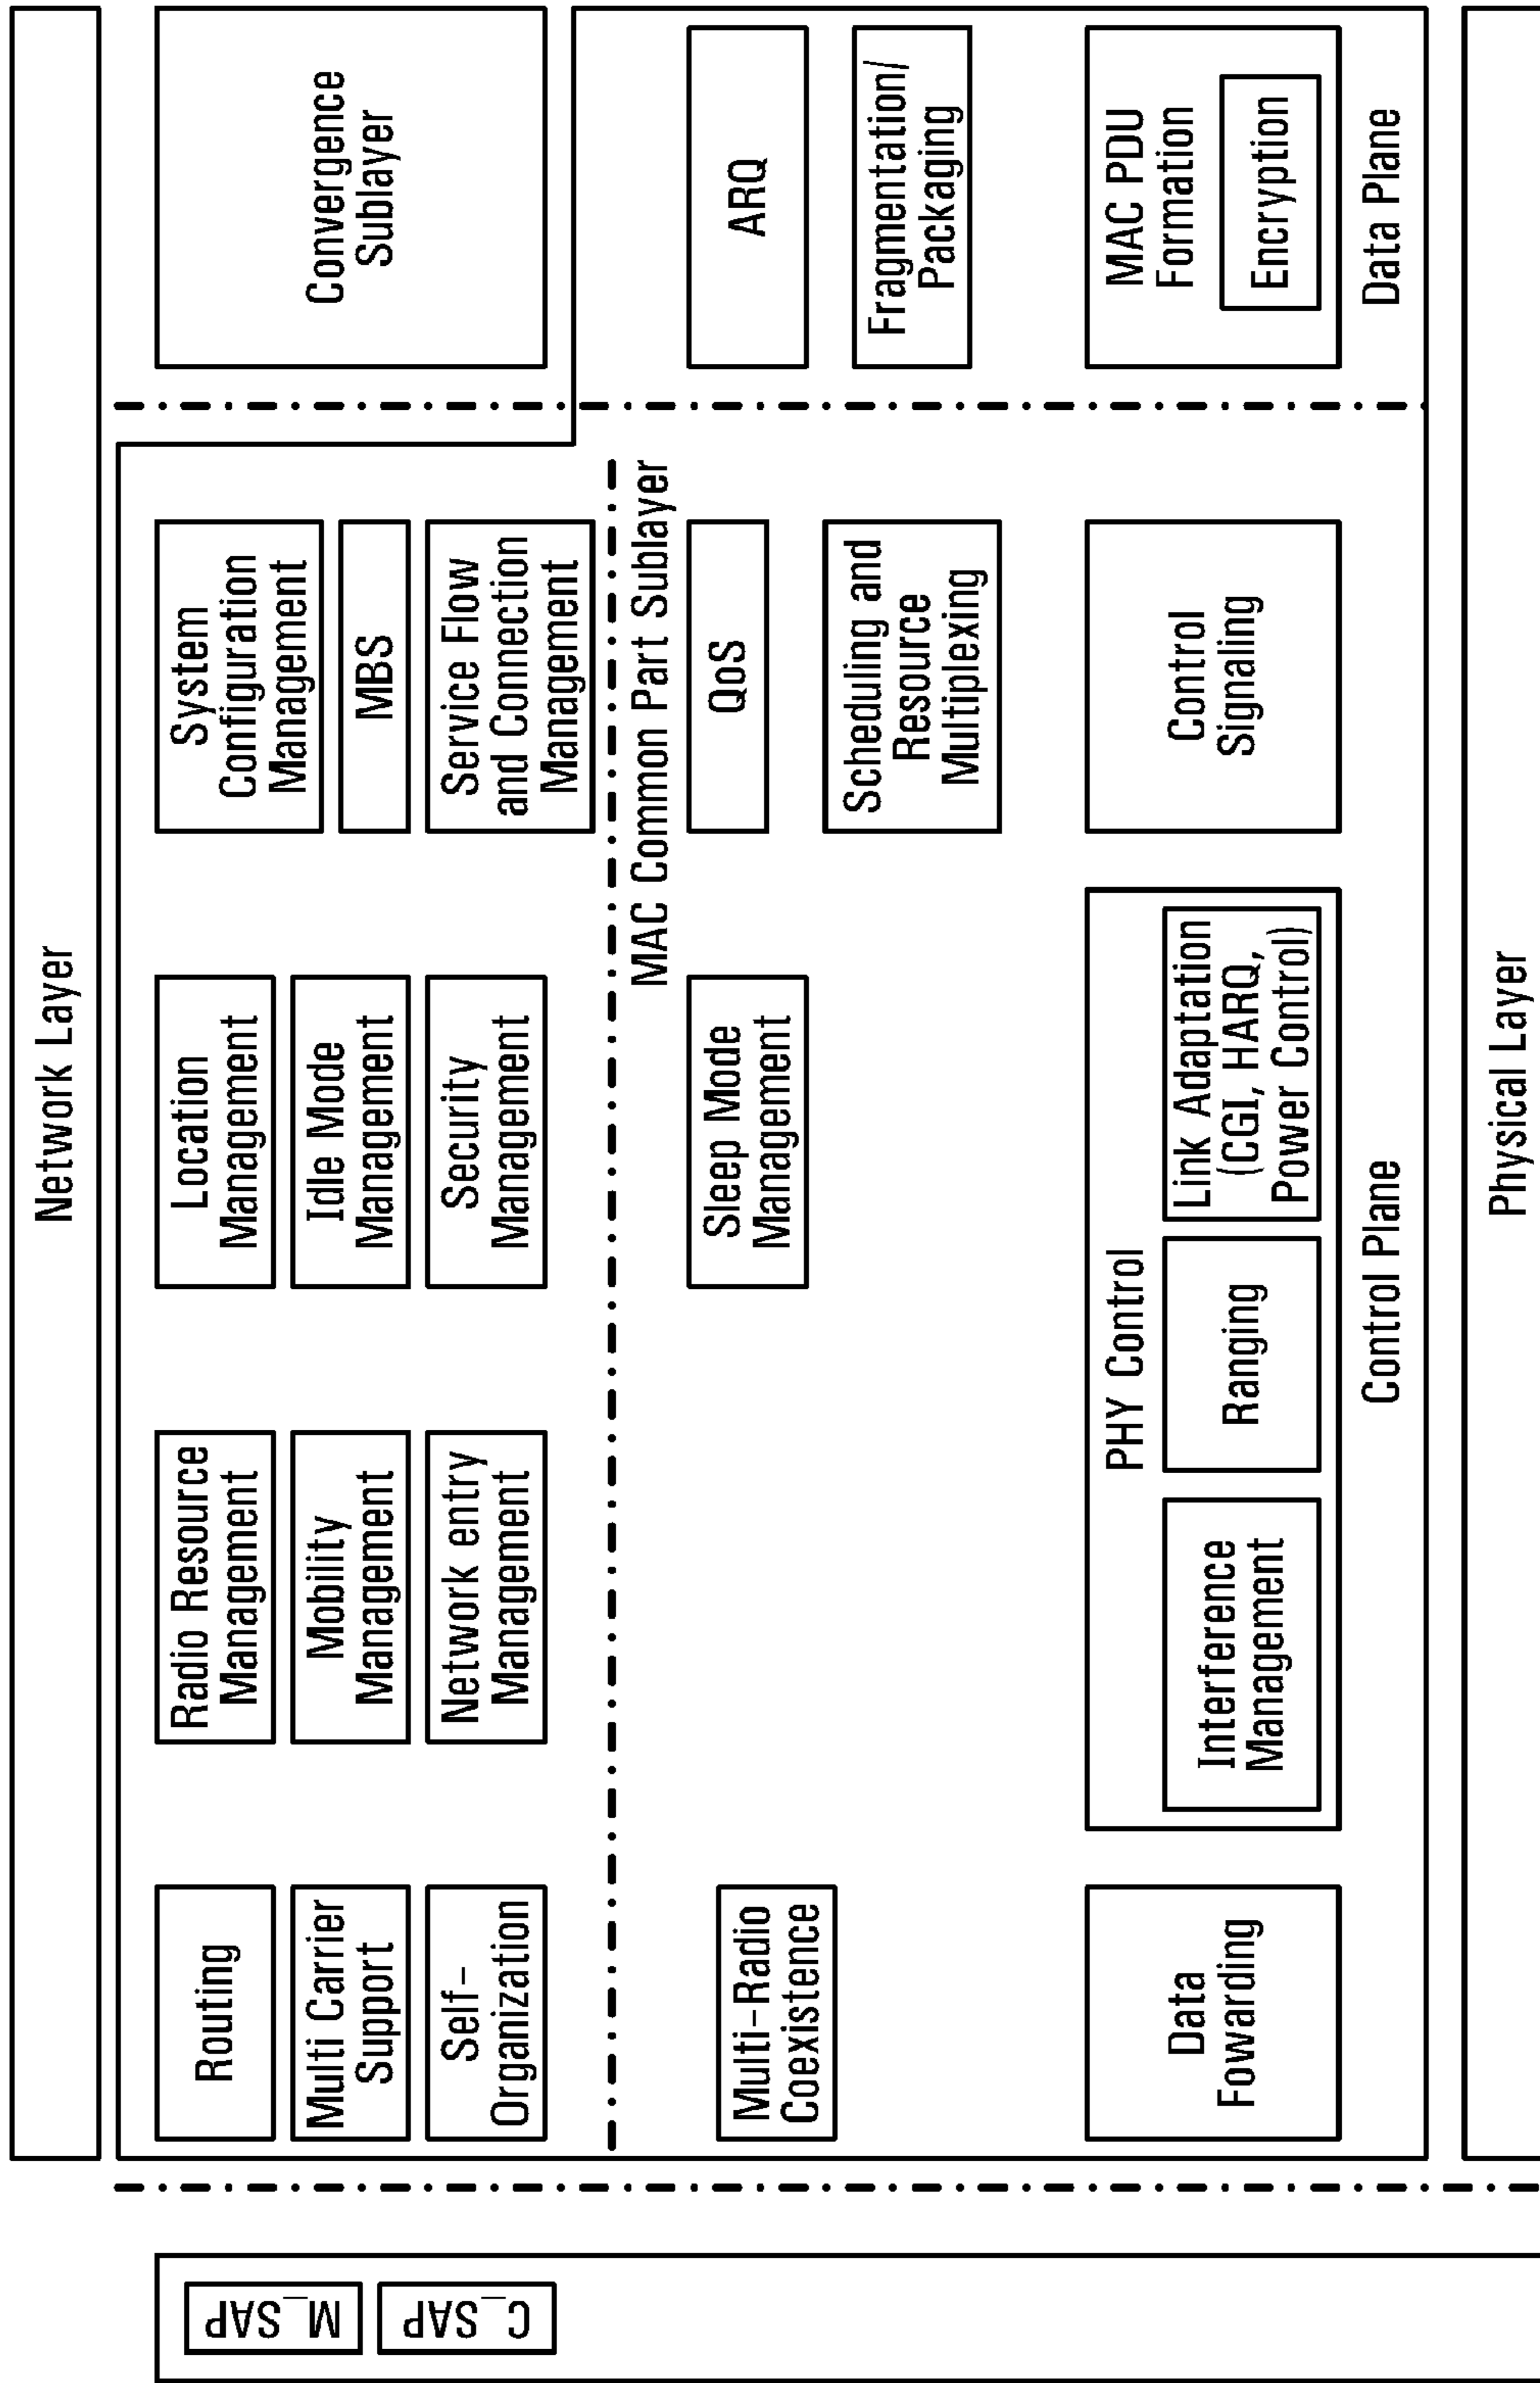 Network Layer
M_SAP
C_SAP
Routing
Multi Carrier
Support
Self-
Organization
Radio Resource
Management
Mobility
Management
Network entry
Management
Location
Management
Idle Mode
Management
Security
Management
System
Configuration
Management
MBS
Service Flow
and Connection
Management
Convergence
Sublayer
MAC Common Part Sublayer
Multi-Radio
Coexistence
Sleep Mode
Management
QoS
Scheduling and
Resource
Multiplexing
ARQ
Fragmentation/
Packaging
Data
Fowarding
PHY Control
Interference
Management
Ranging
Link Adaptation
(CGI, HARQ,
Power Control)
Control
Signaling
MAC PDU
Formation
Encryption
Control Plane
Data Plane
Physical Layer